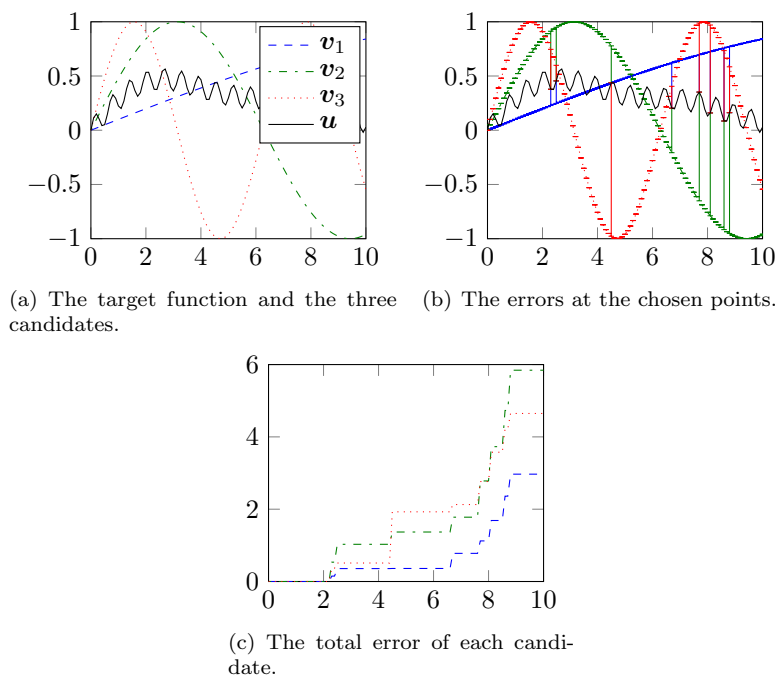 1
0.5
0
−0.5
−1
0 2 4 6 8 10
v1
v2
v3
u
1
0.5
0
−0.5
−1
0 2 4 6 8 10
(a) The target function and the three
candidates.
(b) The errors at the chosen points.
6
4
2
0
0 2 4 6 8 10
(c) The total error of each candi-
date.